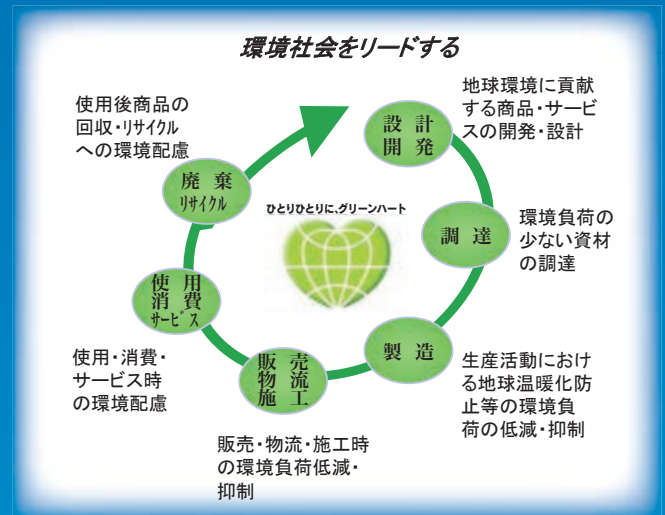 環境社会をリードする
設計
開発
地球環境に貢献
する商品・サービ
スの開発・設計
調達
環境負荷の
少ない資材
の調達
製造
生産活動におけ
る地球温暖化防
止等の環境負
荷の低減・抑制
販売
物流
施工
販売・物流・施工時
の環境負荷低減・
抑制
使用
消費
サービス
使用・消費・
サービス時
の環境配慮
廃棄
リサイクル
使用後商品の
回収・リサイクル
への環境配慮
ひとりひとりに、グリーンハート